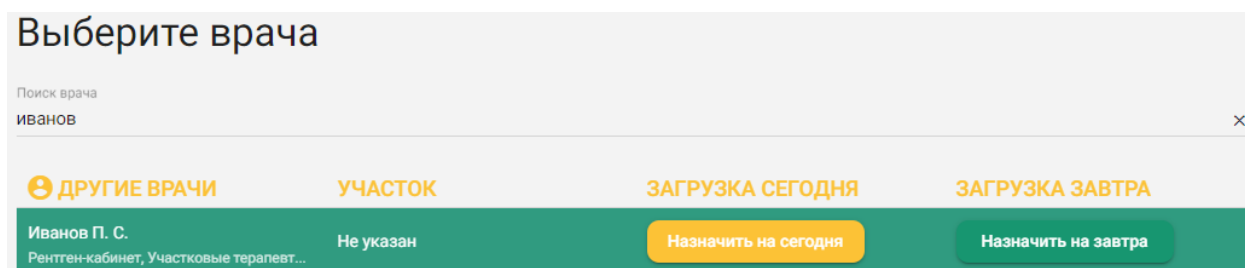 Выберите врача
Поиск врача
иванов
ДРУГИЕ ВРАЧИ УЧАСТОК ЗАГРУЗКА СЕГОДНЯ ЗАГРУЗКА ЗАВТРА
Иванов П. С. Не указан Назначить на сегодня Назначить на завтра
Рентген-кабинет, Участковые терапевт...